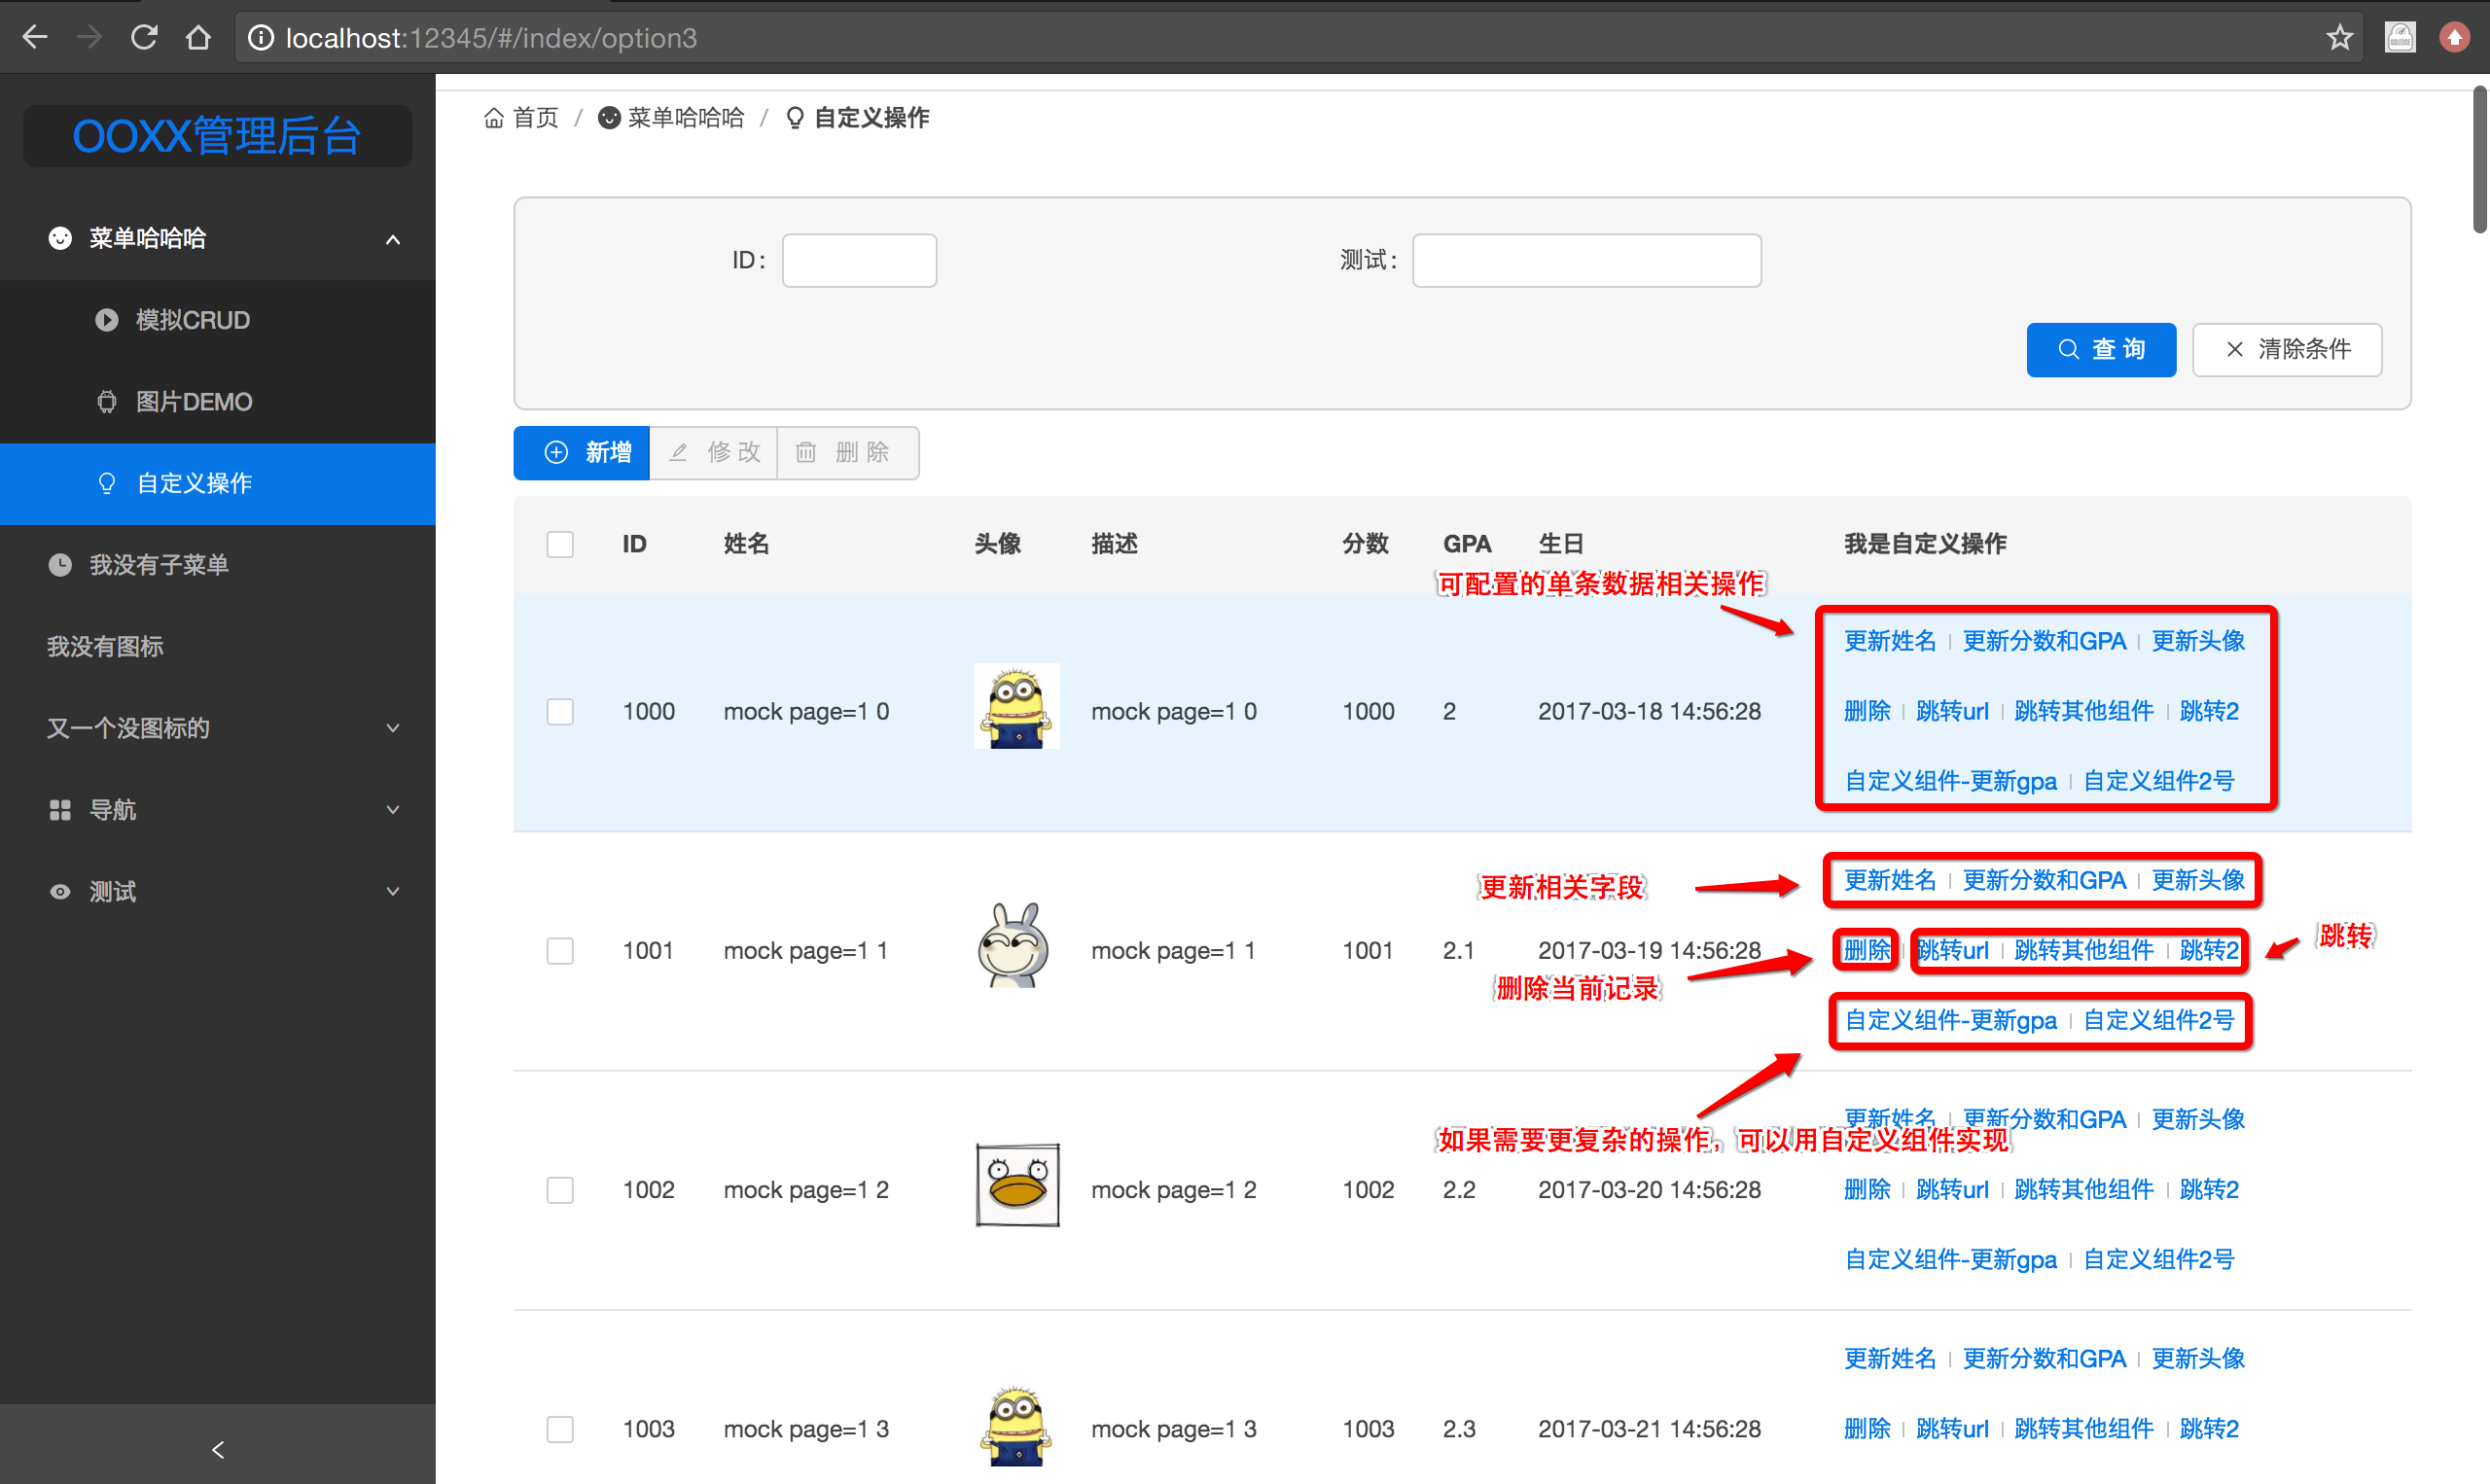 localhost:12345/#/index/option3
OOXX管理后台
菜单哈哈哈
模拟CRUD
图片DEMO
自定义操作
我没有子菜单
我没有图标
又一个没图标的
导航
测试
首页 / 菜单哈哈哈 / 自定义操作
ID: 测试:
查 询 清除条件
新增 修 改 删 除
ID 姓名 头像 描述 分数 GPA 生日 我是自定义操作
可配置的单条数据相关操作
更新姓名 | 更新分数和GPA | 更新头像
1000 mock page=1 0 mock page=1 0 1000 2 2017-03-18 14:56:28 删除 | 跳转url | 跳转其他组件 | 跳转2
自定义组件-更新gpa | 自定义组件2号
更新相关字段 更新姓名 | 更新分数和GPA | 更新头像
跳转
1001 mock page=1 1 mock page=1 1 1001 2.1 2017-03-19 14:56:28 删除 | 跳转url | 跳转其他组件 | 跳转2
删除当前记录
自定义组件-更新gpa | 自定义组件2号
更新姓名 | 更新分数和GPA | 更新头像
如果需要更复杂的操作，可以用自定义组件实现
1002 mock page=1 2 mock page=1 2 1002 2.2 2017-03-20 14:56:28 删除 | 跳转url | 跳转其他组件 | 跳转2
自定义组件-更新gpa | 自定义组件2号
更新姓名 | 更新分数和GPA | 更新头像
1003 mock page=1 3 mock page=1 3 1003 2.3 2017-03-21 14:56:28 删除 | 跳转url | 跳转其他组件 | 跳转2